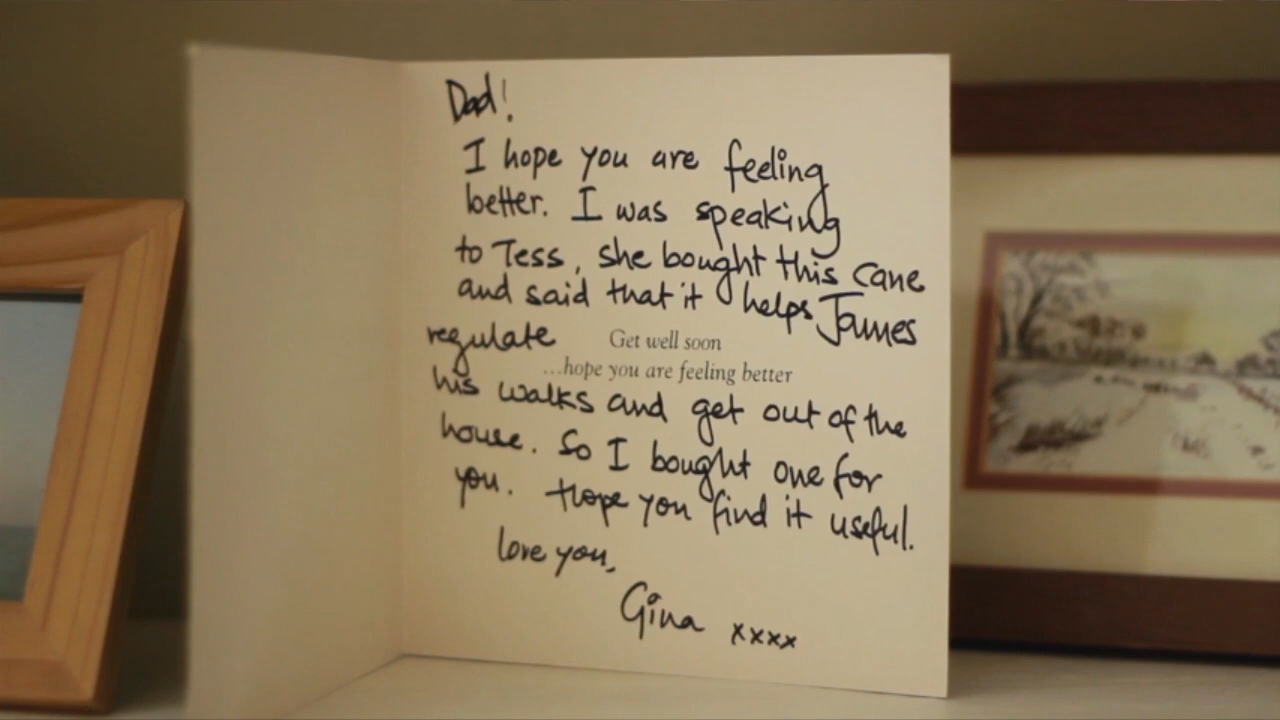 Dad!
I hope you are feeling
better. I was speaking
to Tess, she bought this cane
and said that it helps James
regulate
Get well soon
...hope you are feeling better
his walks and get out of the
house. So I bought one for
you. Hope you find it useful.
love you,
Gina xxxx